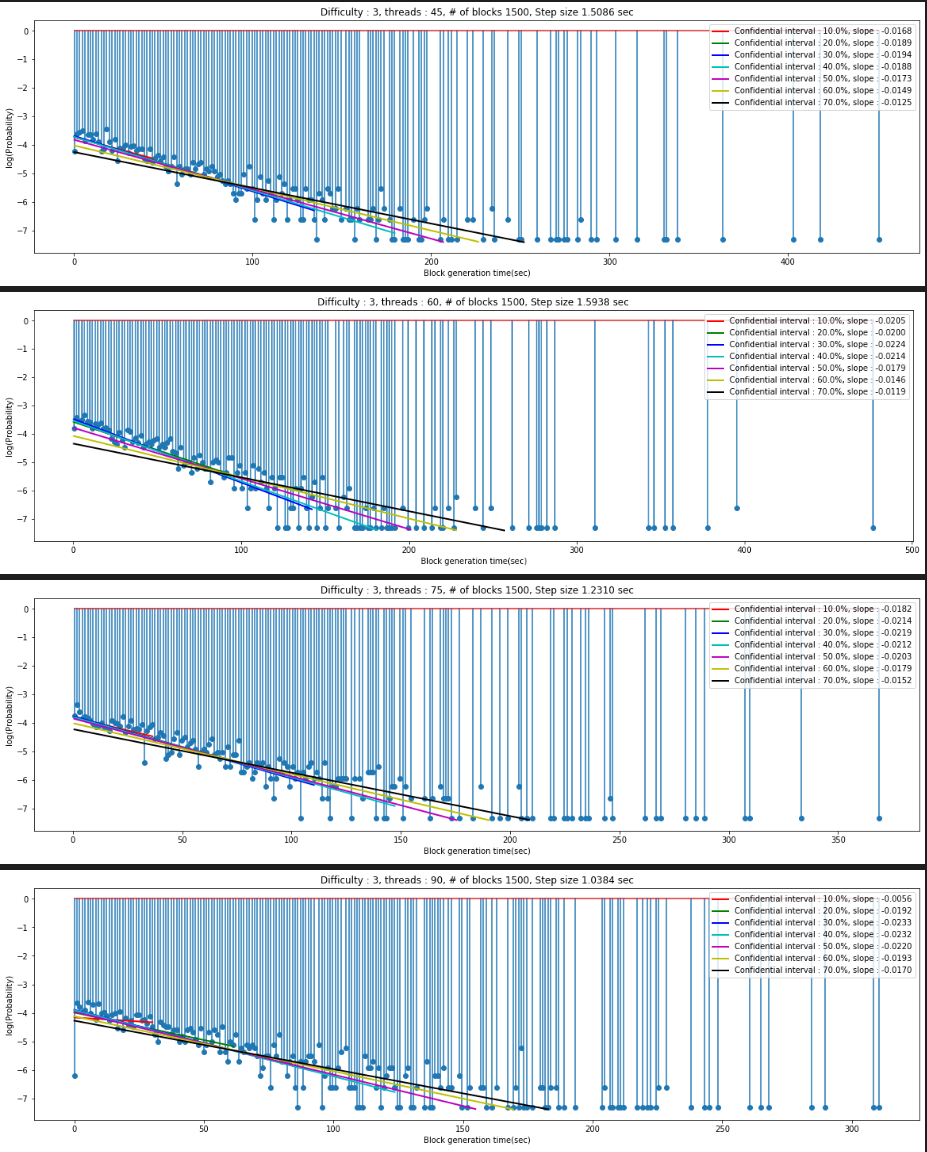 Difficulty : 3, threads : 45, # of blocks 1500, Step size 1.5086 sec
Confidential interval : 10.0%, slope : -0.0168
Confidential interval : 20.0%, slope : -0.0189
Confidential interval : 30.0%, slope : -0.0194
Confidential interval : 40.0%, slope : -0.0188
Confidential interval : 50.0%, slope : -0.0173
Confidential interval : 60.0%, slope : -0.0149
Confidential interval : 70.0%, slope : -0.0125
log(Probability)
0
−1
−2
−3
−4
−5
−6
−7
0 100 200 300 400
Block generation time(sec)
Difficulty : 3, threads : 60, # of blocks 1500, Step size 1.5938 sec
Confidential interval : 10.0%, slope : -0.0205
Confidential interval : 20.0%, slope : -0.0200
Confidential interval : 30.0%, slope : -0.0224
Confidential interval : 40.0%, slope : -0.0214
Confidential interval : 50.0%, slope : -0.0179
Confidential interval : 60.0%, slope : -0.0146
Confidential interval : 70.0%, slope : -0.0119
log(Probability)
0
−1
−2
−3
−4
−5
−6
−7
0 100 200 300 400 500
Block generation time(sec)
Difficulty : 3, threads : 75, # of blocks 1500, Step size 1.2310 sec
Confidential interval : 10.0%, slope : -0.0182
Confidential interval : 20.0%, slope : -0.0214
Confidential interval : 30.0%, slope : -0.0219
Confidential interval : 40.0%, slope : -0.0212
Confidential interval : 50.0%, slope : -0.0203
Confidential interval : 60.0%, slope : -0.0179
Confidential interval : 70.0%, slope : -0.0152
log(Probability)
0
−1
−2
−3
−4
−5
−6
−7
0 50 100 150 200 250 300 350
Block generation time(sec)
Difficulty : 3, threads : 90, # of blocks 1500, Step size 1.0384 sec
Confidential interval : 10.0%, slope : -0.0056
Confidential interval : 20.0%, slope : -0.0192
Confidential interval : 30.0%, slope : -0.0233
Confidential interval : 40.0%, slope : -0.0232
Confidential interval : 50.0%, slope : -0.0220
Confidential interval : 60.0%, slope : -0.0193
Confidential interval : 70.0%, slope : -0.0170
log(Probability)
0
−1
−2
−3
−4
−5
−6
−7
0 50 100 150 200 250 300
Block generation time(sec)